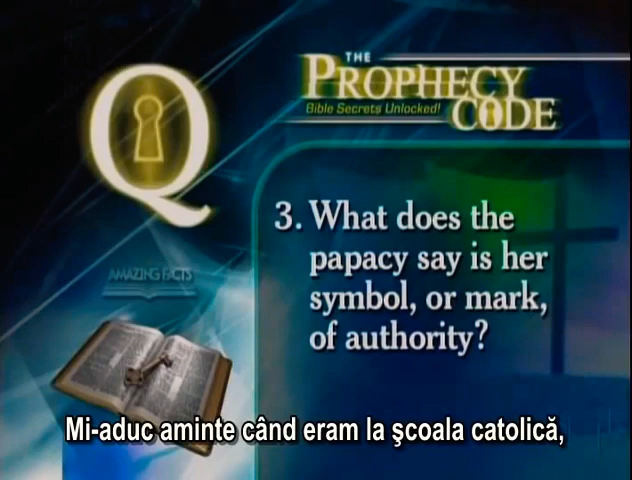 THE
PROPHECY
Bible Secrets Unlocked!
CODE
Q
3. What does the
papacy say is her
symbol, or mark,
of authority?
AMAZING FACTS
Mi-aduc aminte când eram la şcoala catolică,